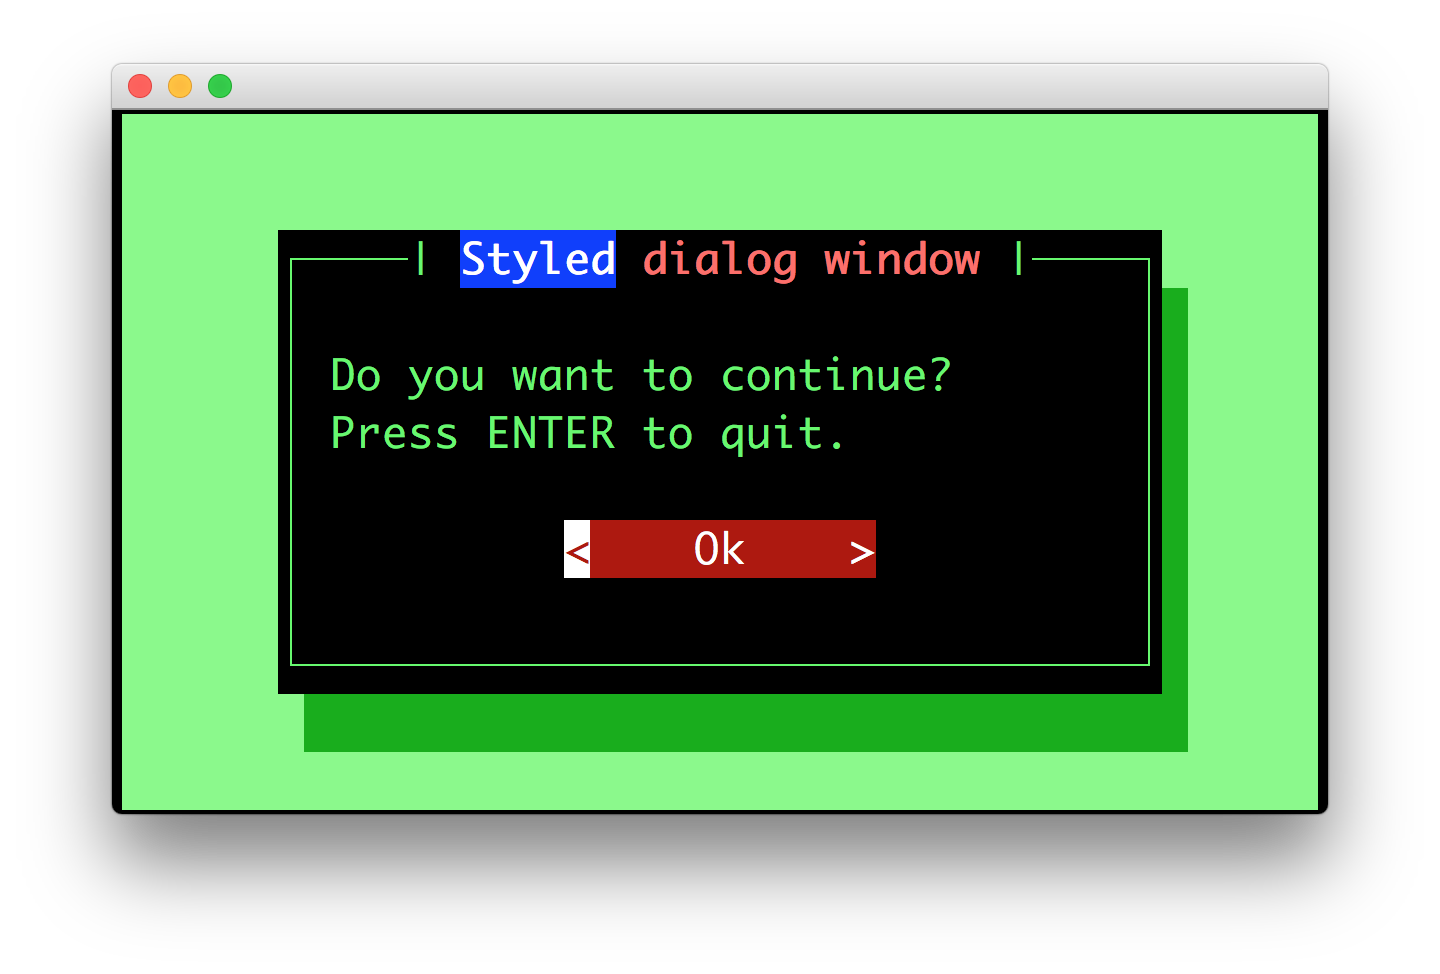 | Styled dialog window |
Do you want to continue?
Press ENTER to quit.
< Ok >